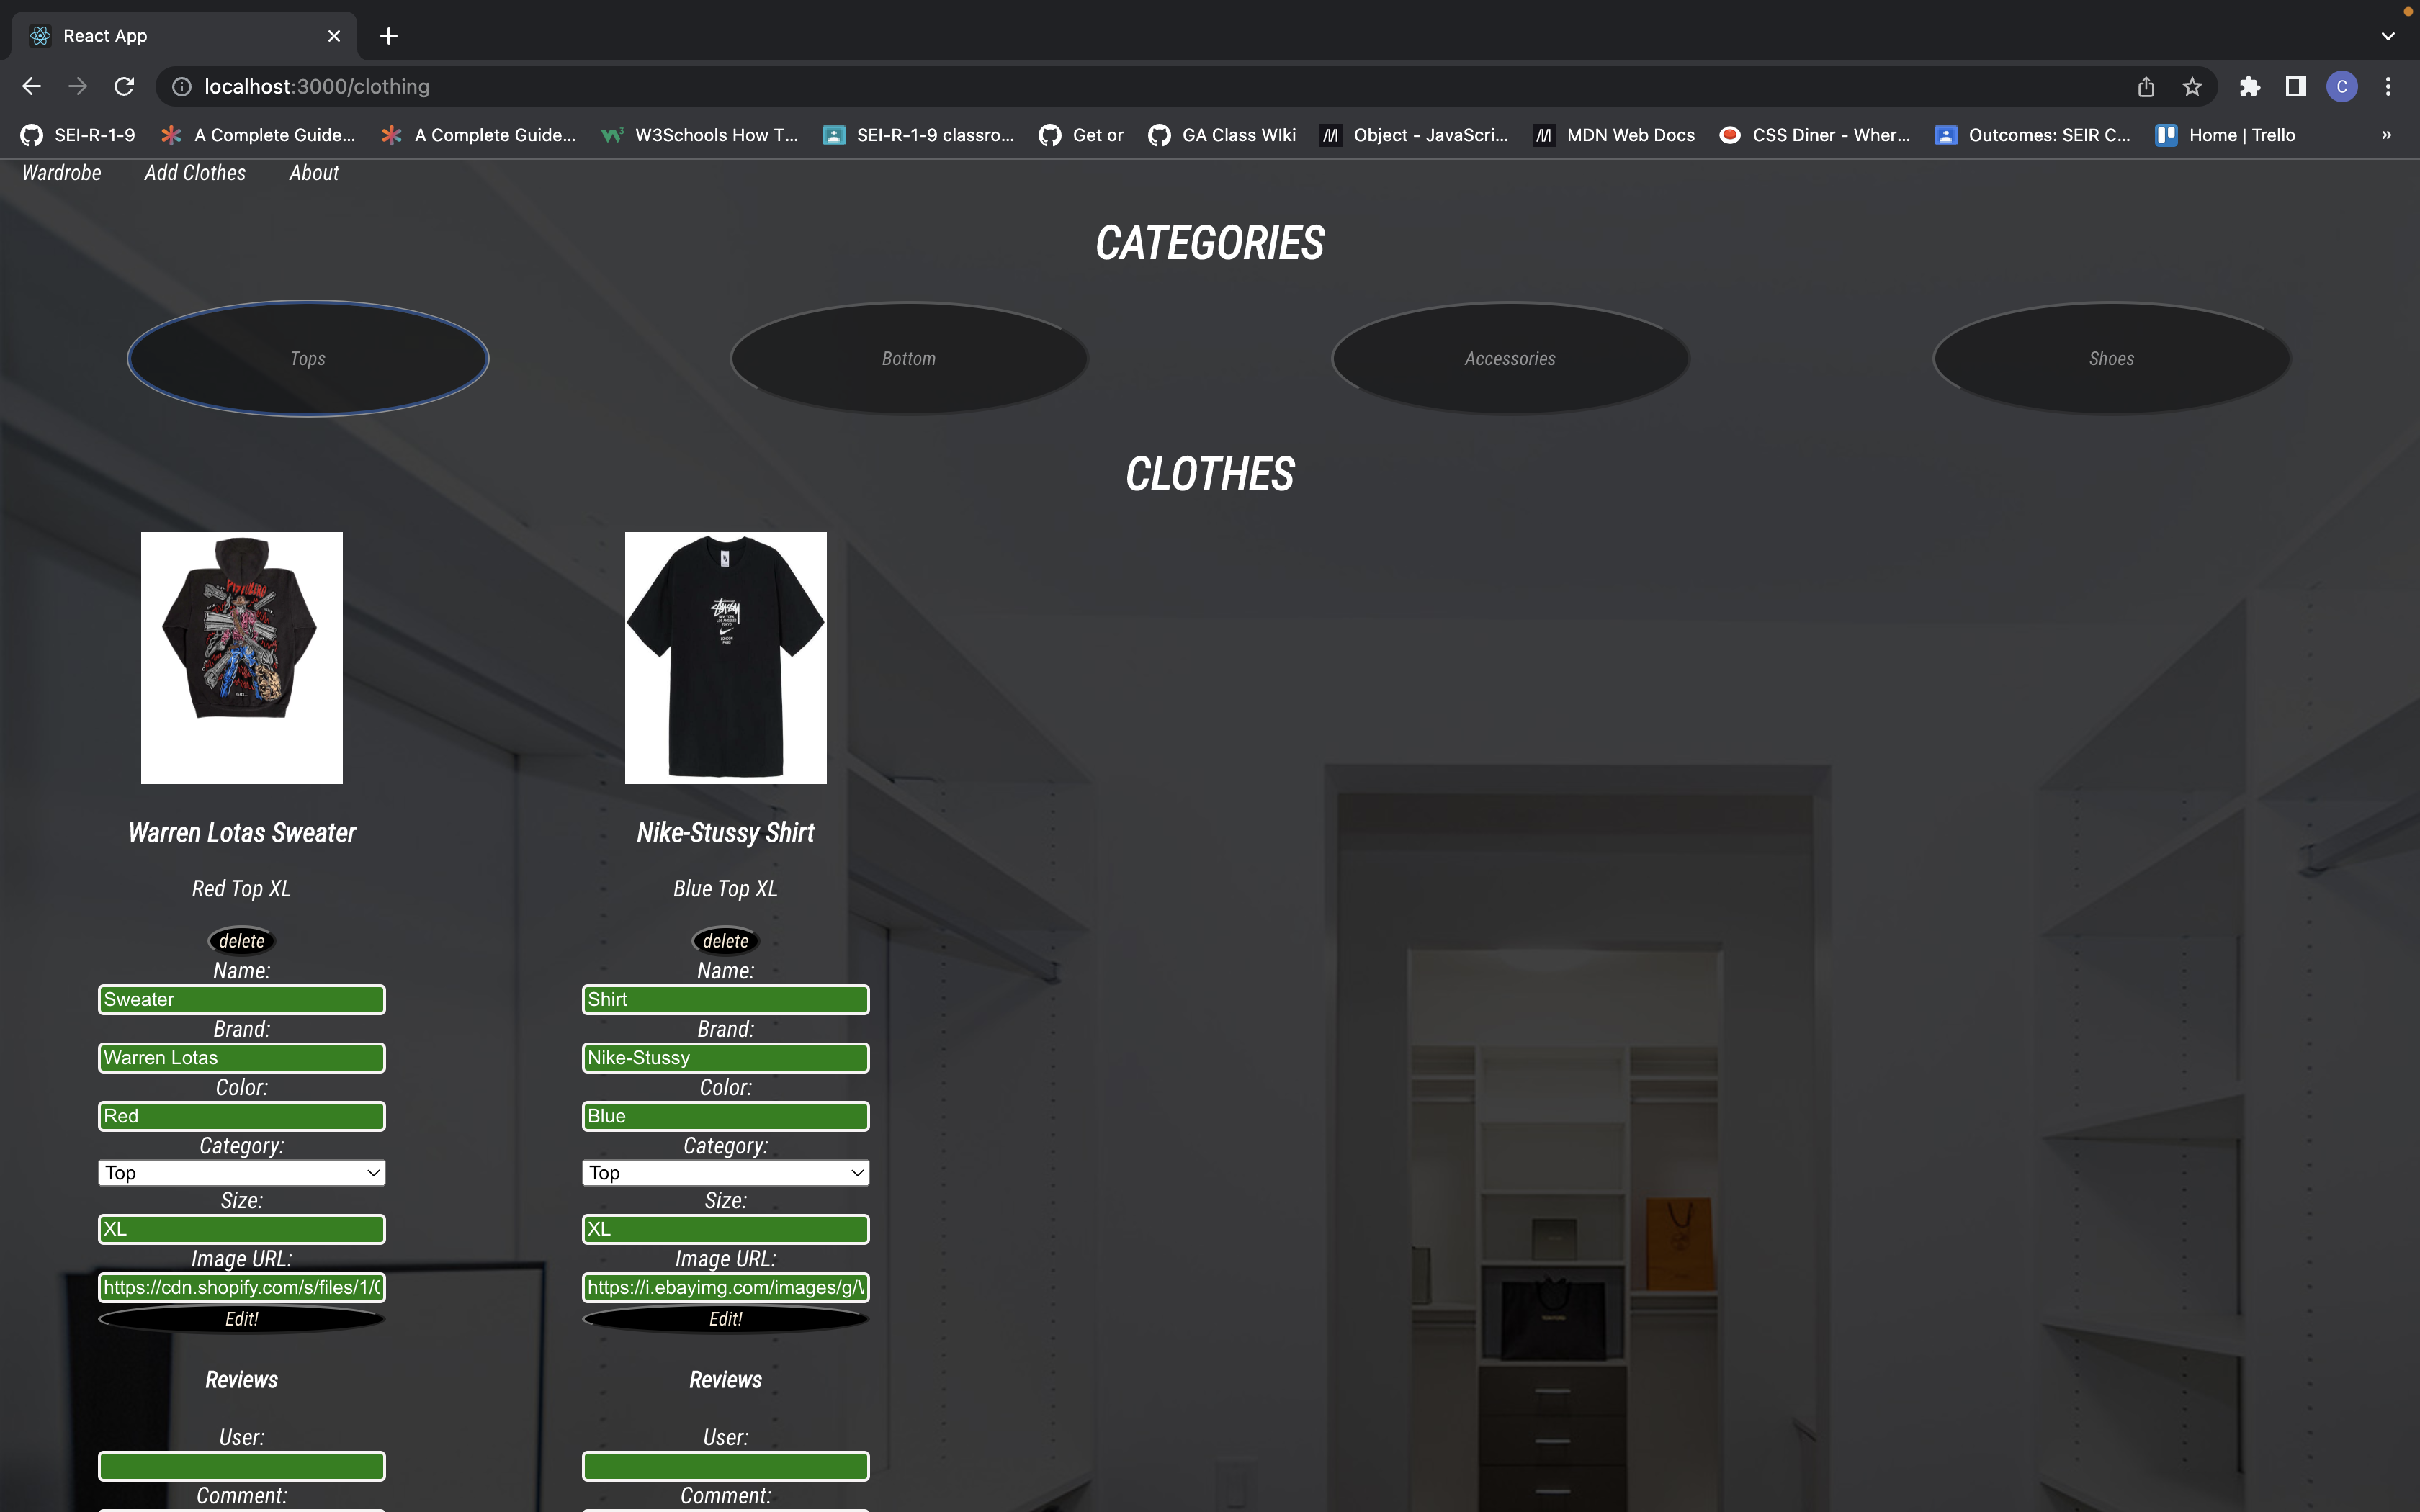 React App
localhost:3000/clothing
C
SEI-R-1-9
A Complete Guide...
A Complete Guide...
W3Schools How T...
SEI-R-1-9 classro...
Get or
GA Class WIki
Object - JavaScri...
MDN Web Docs
CSS Diner - Wher...
Outcomes: SEIR C...
Home | Trello
»
Wardrobe Add Clothes About
CATEGORIES
Tops Bottom Accessories Shoes
CLOTHES
Stussy
Warren Lotas Sweater
Red Top XL
delete
Name:
Sweater
Brand:
Warren Lotas
Color:
Red
Category:
Top
Size:
XL
Image URL:
https://cdn.shopify.com/s/files/1/0
Edit!
Reviews
User:
Comment:
Nike-Stussy Shirt
Blue Top XL
delete
Name:
Shirt
Brand:
Nike-Stussy
Color:
Blue
Category:
Top
Size:
XL
Image URL:
https://i.ebayimg.com/images/g/V
Edit!
Reviews
User:
Comment: